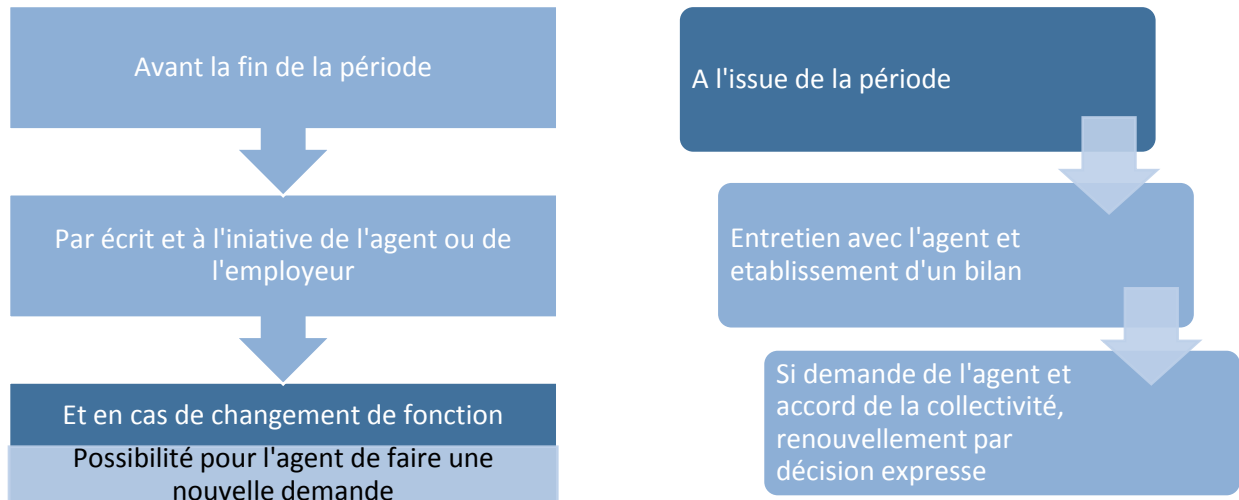 Avant la fin de la période
Par écrit et à l'iniative de l'agent ou de
l'employeur
Et en cas de changement de fonction
Possibilité pour l'agent de faire une
nouvelle demande
A l'issue de la période
Entretien avec l'agent et
etablissement d'un bilan
Si demande de l'agent et
accord de la collectivité,
renouvellement par
décision expresse